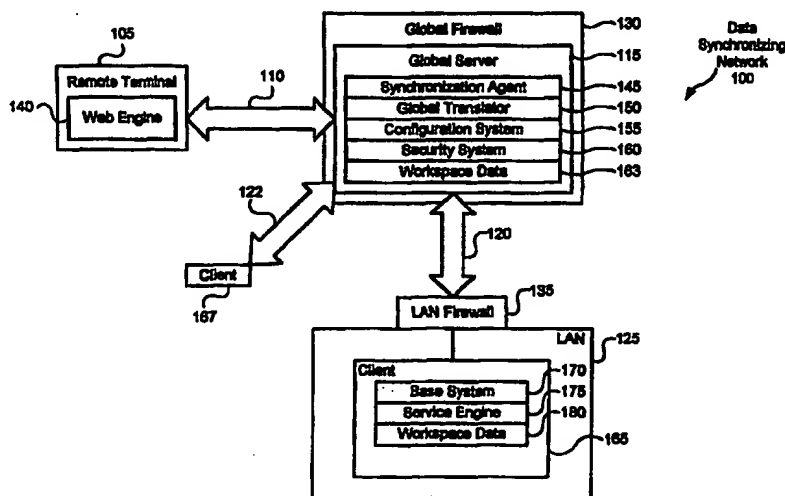 Data
Synchronizing
Network
100
105
Remote Terminal
140
Web Engine
110
130
Global Firewall
115
Global Server
Synchronization Agent
145
Global Translator
150
Configuration System
155
Security System
160
Workspace Data
163
122
Client
167
120
135
LAN Firewall
LAN
125
Client
170
Base System
175
Service Engine
180
Workspace Data
165